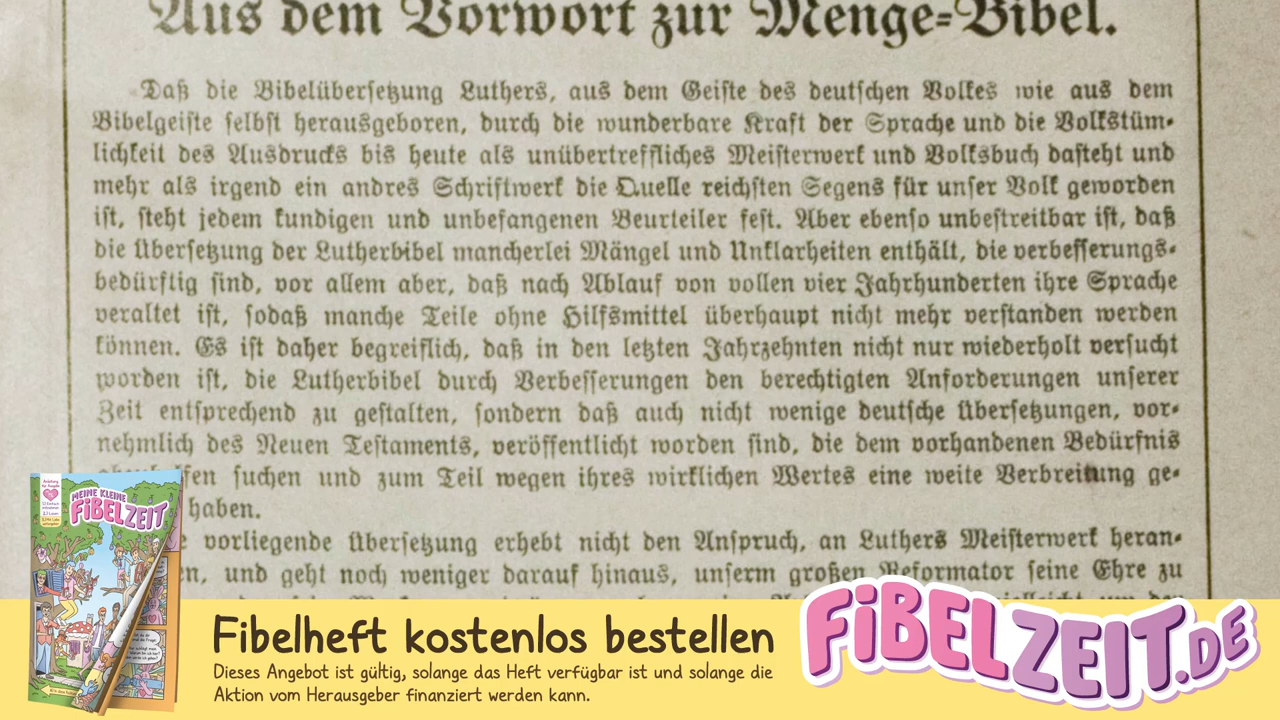 Aus dem Vorwort zur Menge=Bibel.
Daß die Bibelübersetzung Luthers, aus dem Geiste des deutschen Volkes wie aus dem
Bibelgeiste selbst herausgeboren, durch die wunderbare Kraft der Sprache und die Volkstüm=
lichkeit des Ausdrucks bis heute als unübertreffliches Meisterwerk und Volksbuch dasteht und
mehr als irgend ein andres Schriftwerk die Quelle reichsten Segens für unser Volk geworden
ist, steht jedem kundigen und unbefangenen Beurteiler fest. Aber ebenso unbestreitbar ist, daß
die Übersetzung der Lutherbibel mancherlei Mängel und Unklarheiten enthält, die verbesserungs=
bedürftig sind, vor allem aber, daß nach Ablauf von vollen vier Jahrhunderten ihre Sprache
veraltet ist, sodaß manche Teile ohne Hilfsmittel überhaupt nicht mehr verstanden werden
können. Es ist daher begreiflich, daß in den letzten Jahrzehnten nicht nur wiederholt versucht
worden ist, die Lutherbibel durch Verbesserungen den berechtigten Anforderungen unserer
Zeit entsprechend zu gestalten, sondern daß auch nicht wenige deutsche Übersetzungen, vor=
nehmlich des Neuen Testaments, veröffentlicht worden sind, die dem vorhandenen Bedürfnis
suchen und zum Teil wegen ihres wirklichen Wertes eine weite Verbreitung ge=
haben.
vorliegende Übersetzung erhebt nicht den Anspruch, an Luthers Meisterwerk heran=
und geht noch weniger darauf hinaus, unserm großen Reformator seine Ehre zu
MEINE KLEINE
FIBELZEIT
Fibelheft kostenlos bestellen
Dieses Angebot ist gültig, solange das Heft verfügbar ist und solange die
Aktion vom Herausgeber finanziert werden kann.
FiBELZEIT.DE